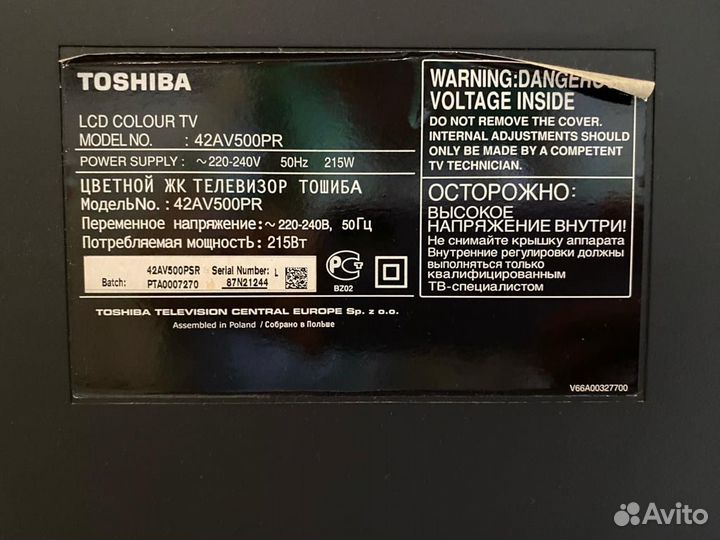 TOSHIBA
LCD COLOUR TV
MODEL NO. : 42AV500PR
POWER SUPPLY : ~220-240V 50Hz 215W
ЦВЕТНОЙ ЖК ТЕЛЕВИЗОР ТОШИБА
МодельNo. : 42AV500PR
Переменное напряжение: ~ 220-240В, 50Гц
Потребляемая мощность: 215Вт
42AV500PSR Serial Number: L
Batch: PTA0007270 87N21244
РСТ
BZ02
TOSHIBA TELEVISION CENTRAL EUROPE Sp. z o.o.
Assembled in Poland / Собрано в Польше
WARNING:DANGEROUS
VOLTAGE INSIDE
DO NOT REMOVE THE COVER.
INTERNAL ADJUSTMENTS SHOULD
ONLY BE MADE BY A COMPETENT
TV TECHNICIAN.
ОСТОРОЖНО:
ВЫСОКОЕ
НАПРЯЖЕНИЕ ВНУТРИ!
Не снимайте крышку аппарата
Внутренние регулировки должны
выполняться только
квалифицированным
ТВ-специалистом
V66A00327700
Avito